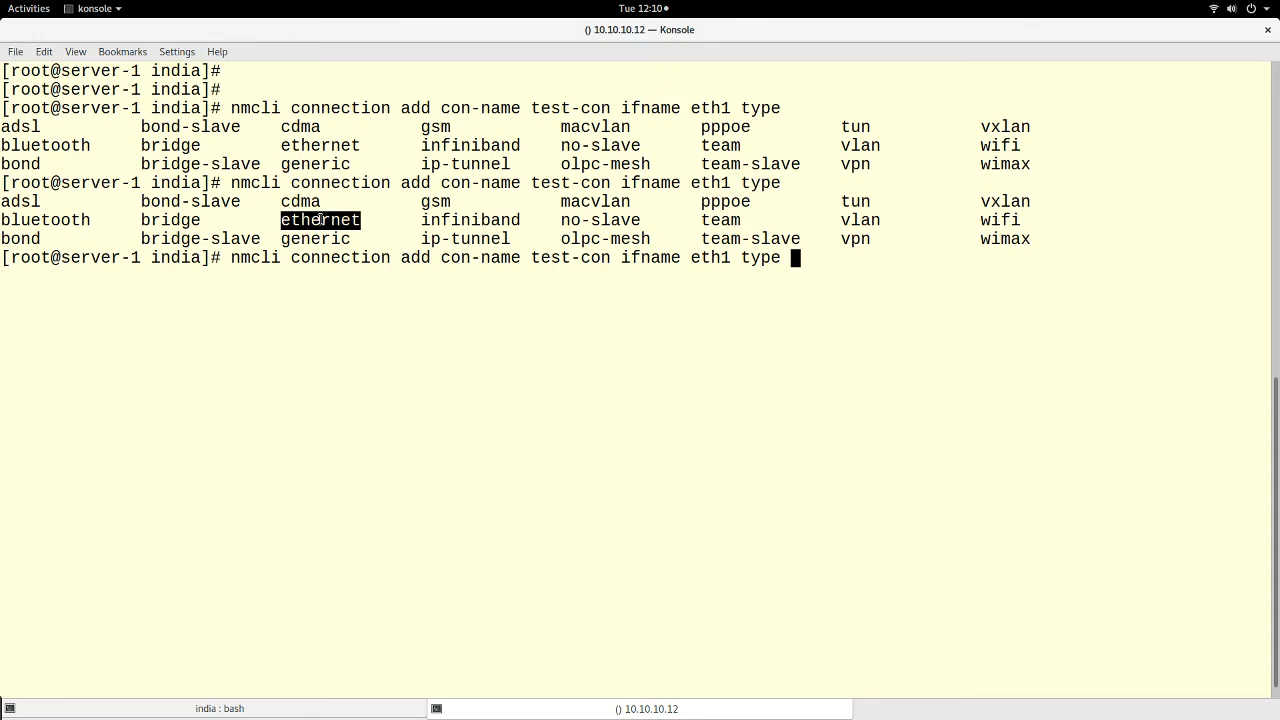 Activities konsole Tue 12:10
() 10.10.10.12 — Konsole
File Edit View Bookmarks Settings Help
[root@server-1 india]#
[root@server-1 india]#
[root@server-1 india]# nmcli connection add con-name test-con ifname eth1 type
adsl bond-slave cdma gsm macvlan pppoe tun vxlan
bluetooth bridge ethernet infiniband no-slave team vlan wifi
bond bridge-slave generic ip-tunnel olpc-mesh team-slave vpn wimax
[root@server-1 india]# nmcli connection add con-name test-con ifname eth1 type
adsl bond-slave cdma gsm macvlan pppoe tun vxlan
bluetooth bridge ethernet infiniband no-slave team vlan wifi
bond bridge-slave generic ip-tunnel olpc-mesh team-slave vpn wimax
[root@server-1 india]# nmcli connection add con-name test-con ifname eth1 type
india : bash () 10.10.10.12